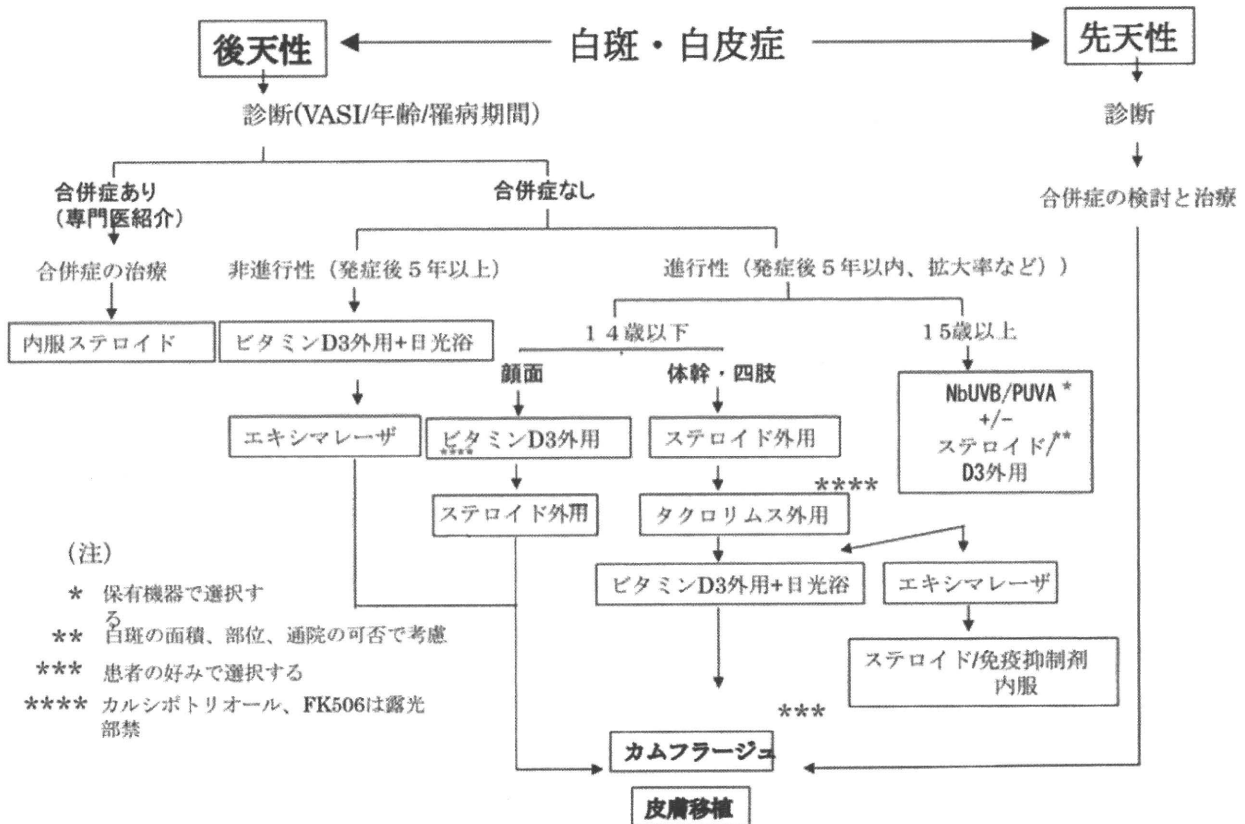 後天性
白斑・白皮症
先天性
診断(VASI/年齢/罹病期間)
診断
合併症あり
(専門医紹介)
合併症なし
合併症の検討と治療
合併症の治療
非進行性(発症後5年以上)
進行性(発症後5年以内、拡大率など))
内服ステロイド
ビタミンD3外用+日光浴
14歳以下
15歳以上
顔面
体幹・四肢
NbUVB/PUVA *
+/-
ステロイド/**
D3外用
エキシマレーザ
ビタミンD3外用
****
ステロイド外用
****
ステロイド外用
タクロリムス外用
ビタミンD3外用+日光浴
エキシマレーザ
ステロイド/免疫抑制剤
内服
(注)
* 保有機器で選択す
る
** 白斑の面積、部位、通院の可否で考慮
*** 患者の好みで選択する
**** カルシポトリオール、FK506は露光
部禁
***
カムフラージュ
皮膚移植